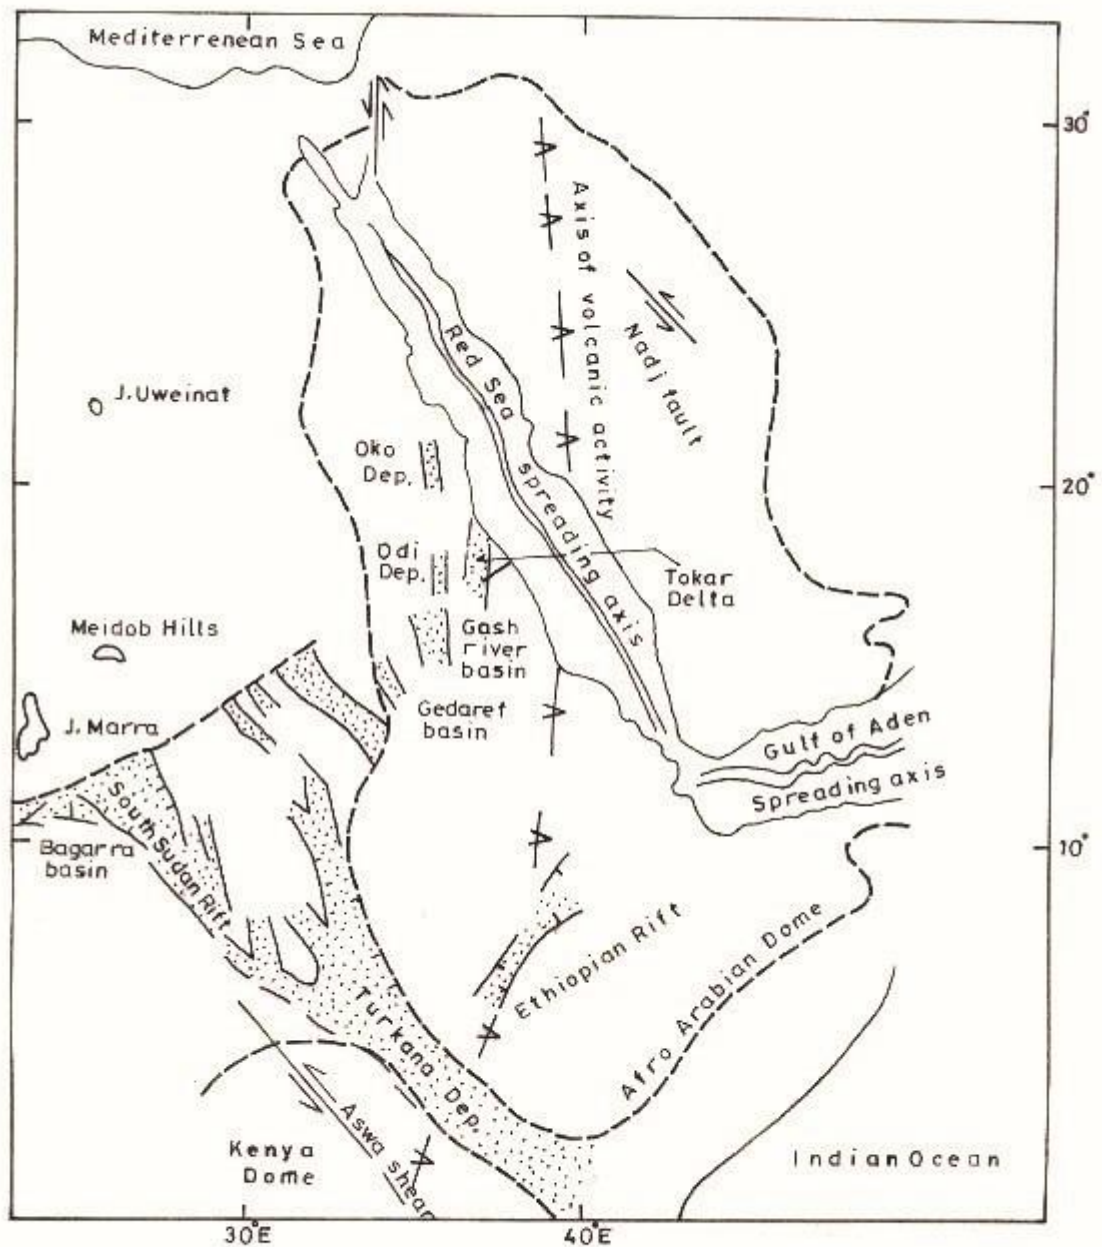 Mediterrenean Sea
30°
Axis of volcanic activity
Nadj fault
Red Sea
spreading axis
J. Uweinat
Oko
Dep.
20°
Odi
Dep.
Tokar
Delta
Meidob Hills
Gash
river
basin
Gedaref
basin
J. Marra
Gulf of Aden
Spreading axis
South Sudan Rift
Bagarra
basin
10°
Ethiopian Rift
Afro Arabian Dome
Turkana Dep.
Aswa shear
Kenya
Dome
Indian Ocean
30°E
40°E